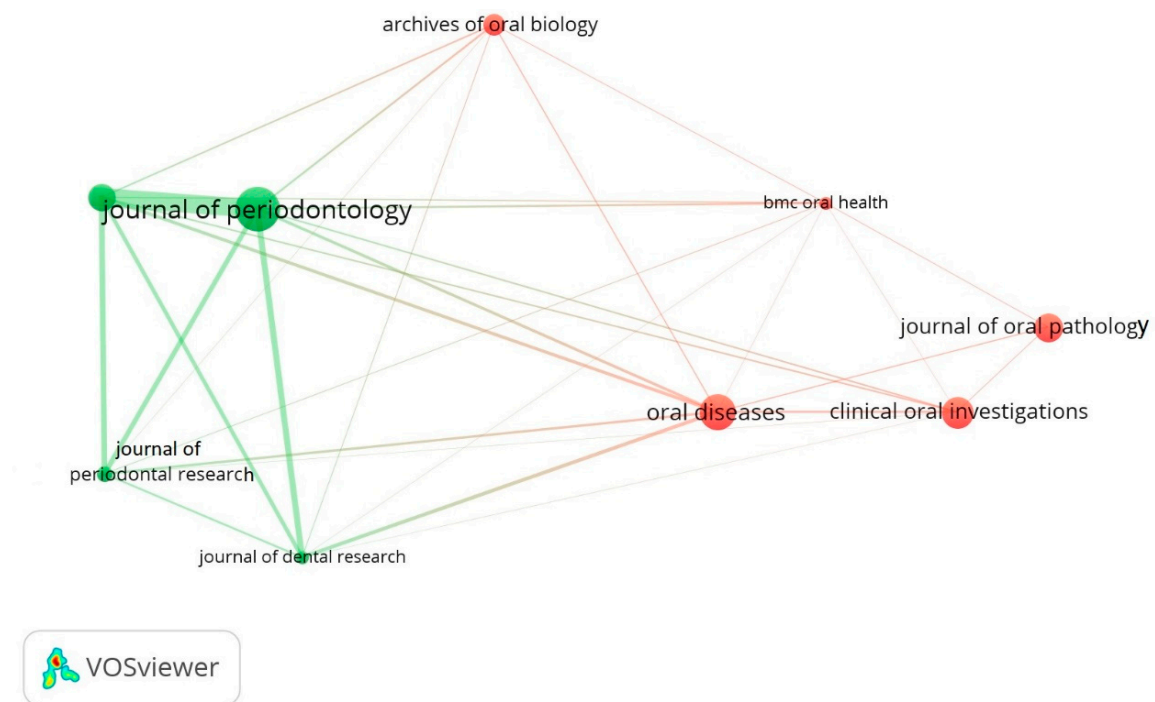 archives of oral biology
journal of periodontology
bmc oral health
journal of oral pathology
oral diseases
clinical oral investigations
journal of
periodontal research
journal of dental research
VOSviewer